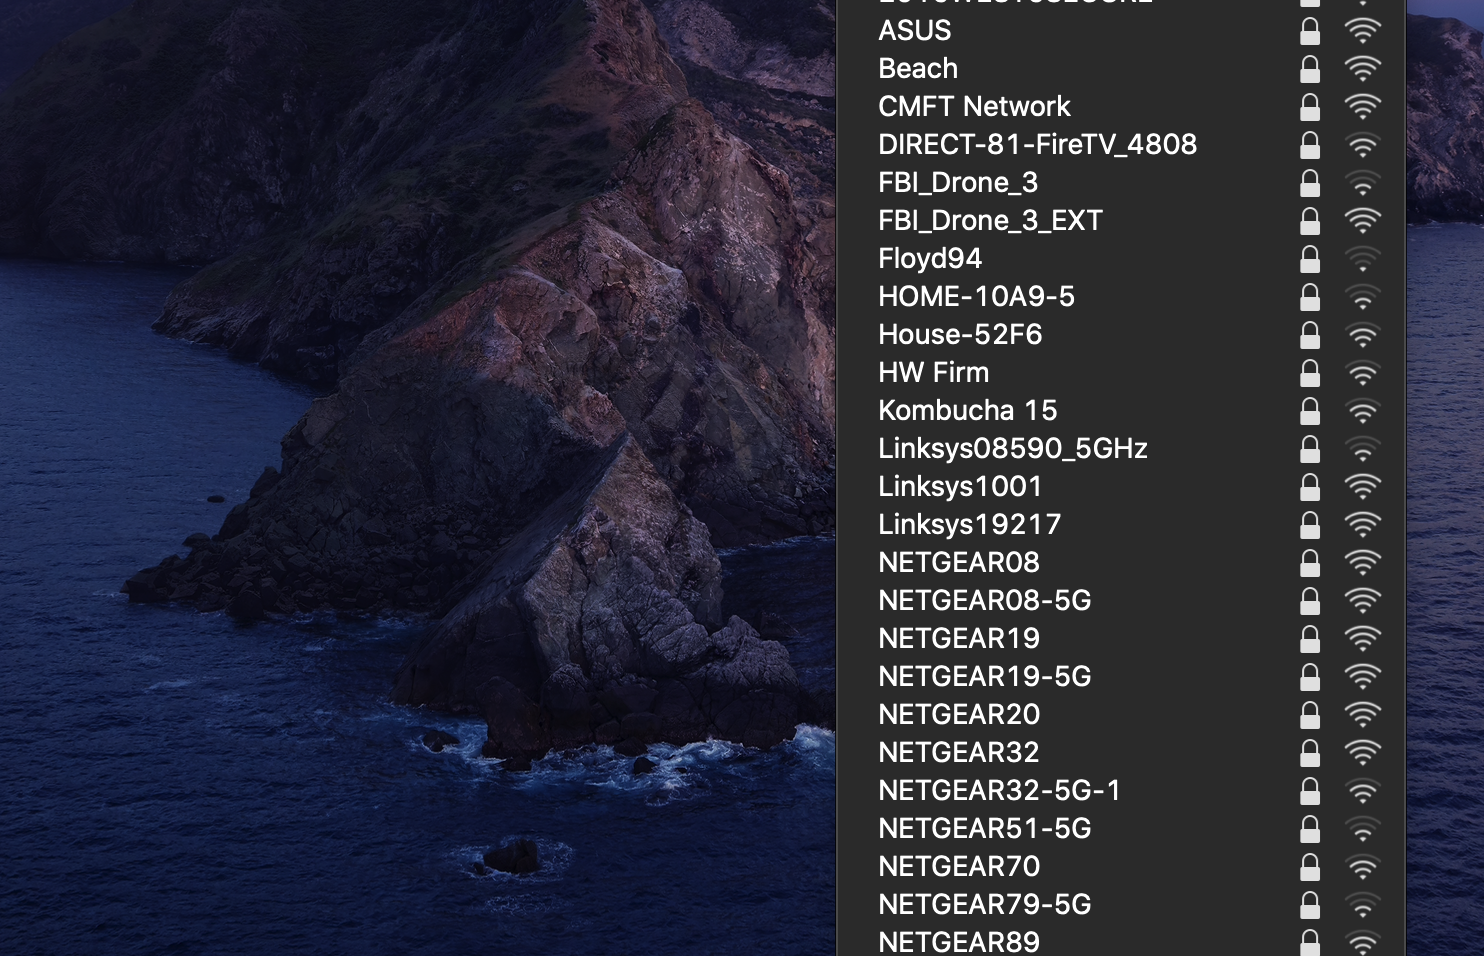 ASUS
Beach
CMFT Network
DIRECT-81-FireTV_4808
FBI_Drone_3
FBI_Drone_3_EXT
Floyd94
HOME-10A9-5
House-52F6
HW Firm
Kombucha 15
Linksys08590_5GHz
Linksys1001
Linksys19217
NETGEAR08
NETGEAR08-5G
NETGEAR19
NETGEAR19-5G
NETGEAR20
NETGEAR32
NETGEAR32-5G-1
NETGEAR51-5G
NETGEAR70
NETGEAR79-5G
NETGEAR89